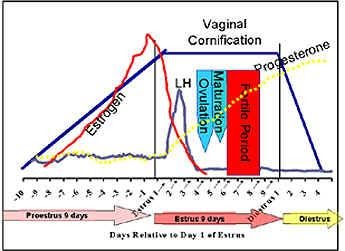 Vaginal
Cornification
Progesterone
Estrogen
LH
Ovulation
Maturation
Fertile Period
-10 -9 -8 -7 -6 -5 -4 -3 -2 -1 Estrus 1 2 3 4 5 6 7 8 9 Diestrus 1 2 3 4
Proestrus 9 days
Estrus 9 days
Diestrus
Days Relative to Day 1 of Estrus